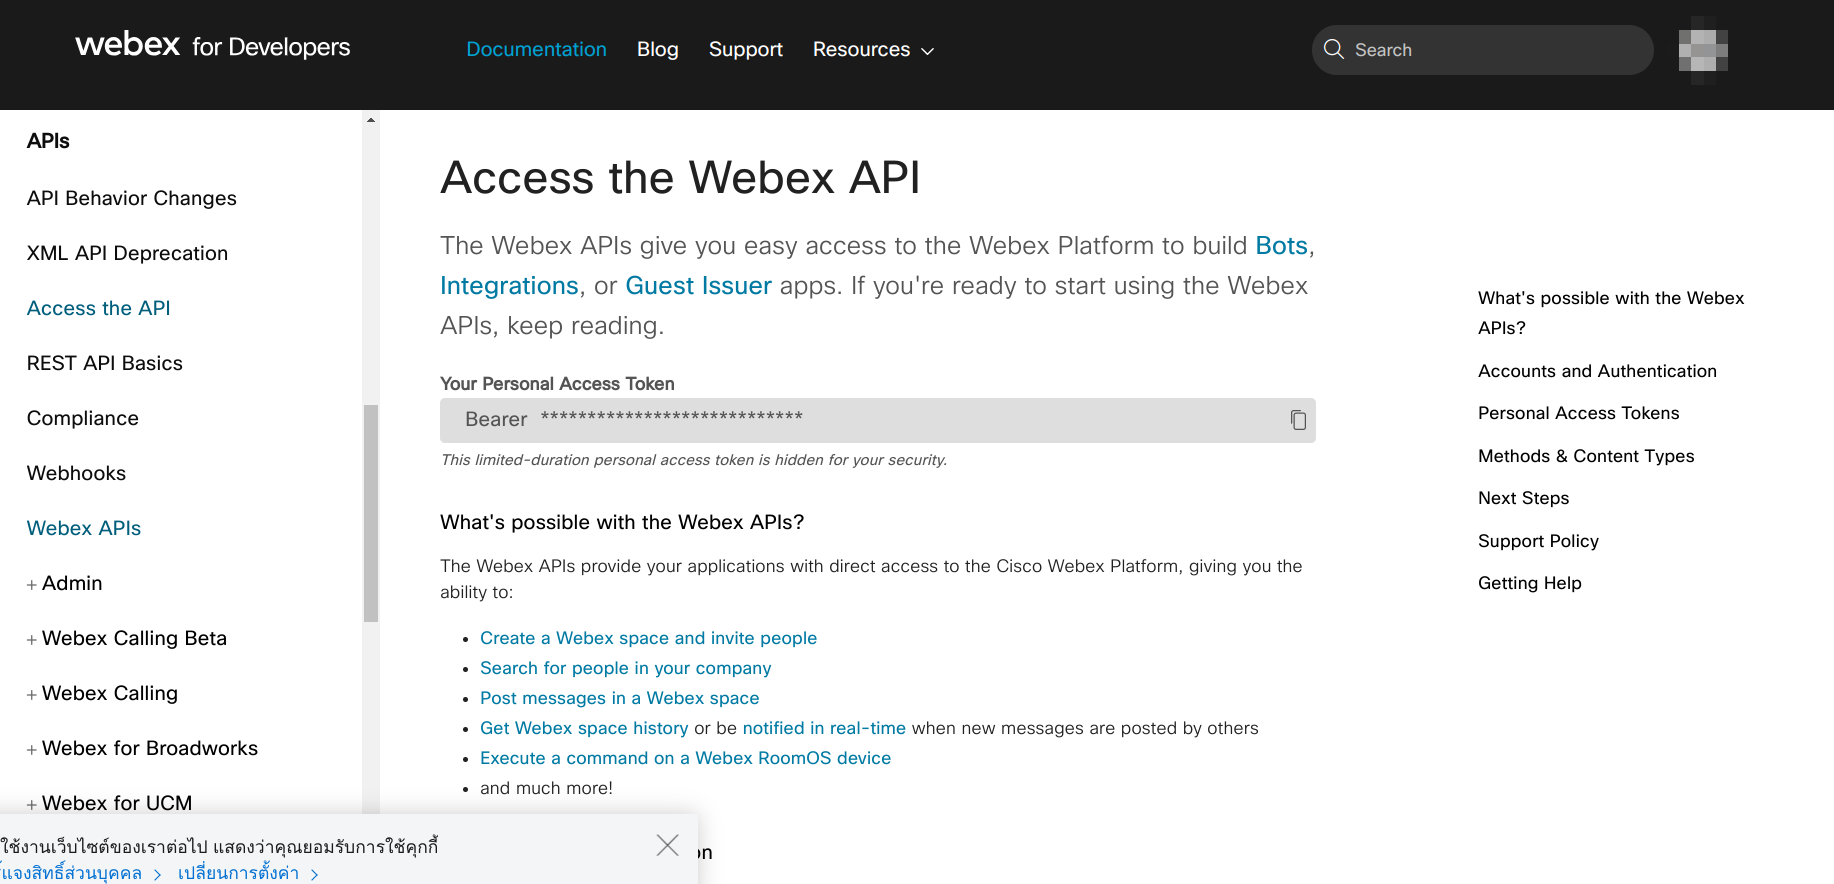 webex for Developers
Documentation
Blog
Support
Resources
Search
APIs
API Behavior Changes
XML API Deprecation
Access the API
REST API Basics
Compliance
Webhooks
Webex APIs
+ Admin
+ Webex Calling Beta
+ Webex Calling
+ Webex for Broadworks
+ Webex for UCM
Access the Webex API
The Webex APIs give you easy access to the Webex Platform to build Bots,
Integrations, or Guest Issuer apps. If you're ready to start using the Webex
APIs, keep reading.
Your Personal Access Token
Bearer ****************************
This limited-duration personal access token is hidden for your security.
What's possible with the Webex APIs?
The Webex APIs provide your applications with direct access to the Cisco Webex Platform, giving you the
ability to:
• Create a Webex space and invite people
• Search for people in your company
• Post messages in a Webex space
• Get Webex space history or be notified in real-time when new messages are posted by others
• Execute a command on a Webex RoomOS device
• and much more!
on
What's possible with the Webex
APIs?
Accounts and Authentication
Personal Access Tokens
Methods & Content Types
Next Steps
Support Policy
Getting Help
ใช้งานเว็บไซต์ของเราต่อไป แสดงว่าคุณยอมรับการใช้คุกกี้
แจงสิทธิ์ส่วนบุคคล > เปลี่ยนการตั้งค่า >